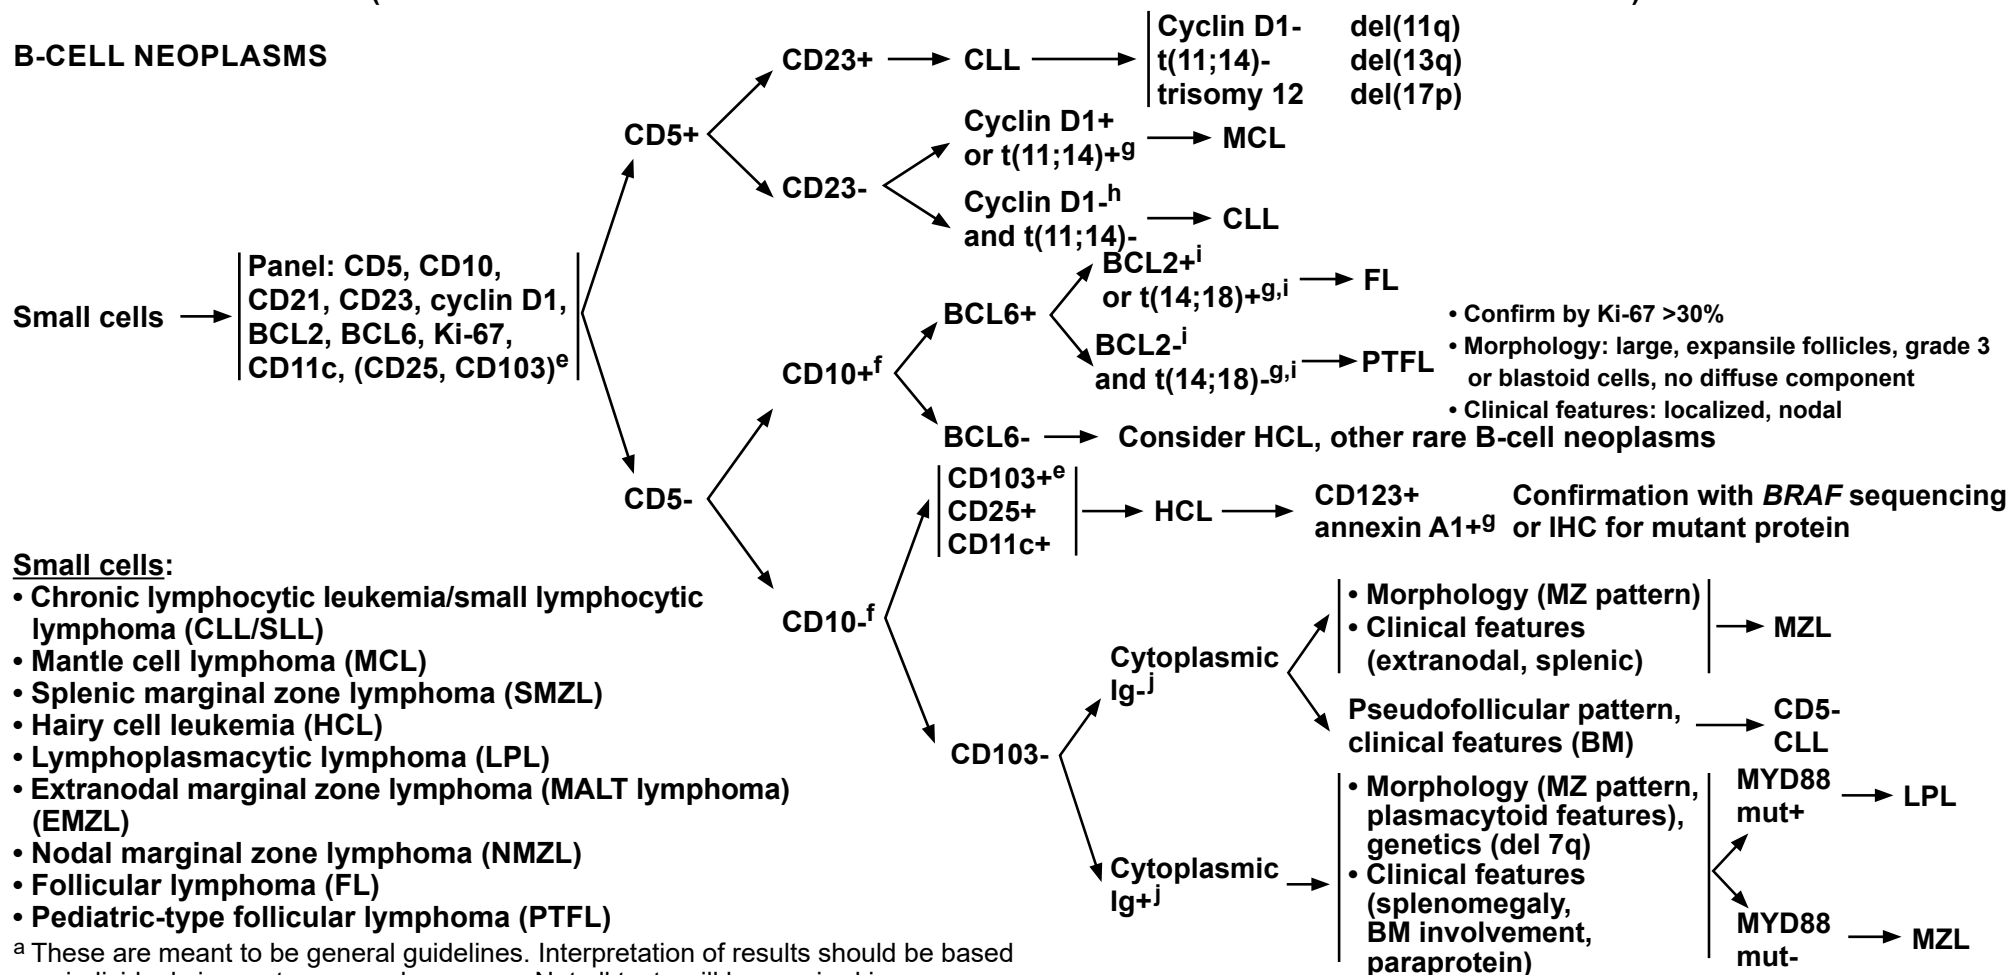 B-CELL NEOPLASMS
CD23+
CLL
Cyclin D1-
del(11q)
t(11;14)-
del(13q)
trisomy 12
del(17p)
CD5+
Cyclin D1+
or t(11;14)+g
MCL
CD23-
Cyclin D1-h
and t(11;14)-
CLL
Small cells
Panel: CD5, CD10,
CD21, CD23, cyclin D1,
BCL2, BCL6, Ki-67,
CD11c, (CD25, CD103)e
BCL2+i
or t(14;18)+g,i
FL
BCL6+
BCL2-i
and t(14;18)-g,i
PTFL
• Confirm by Ki-67 >30%
• Morphology: large, expansile follicles, grade 3
or blastoid cells, no diffuse component
• Clinical features: localized, nodal
CD10+f
BCL6-
Consider HCL, other rare B-cell neoplasms
CD5-
CD103+e
CD25+
CD11c+
HCL
CD123+
annexin A1+g
Confirmation with BRAF sequencing
or IHC for mutant protein
CD10-f
Cytoplasmic
Ig-j
• Morphology (MZ pattern)
• Clinical features
(extranodal, splenic)
MZL
Pseudofollicular pattern,
clinical features (BM)
CD5-
CLL
CD103-
Cytoplasmic
Ig+j
• Morphology (MZ pattern,
plasmacytoid features),
genetics (del 7q)
• Clinical features
(splenomegaly,
BM involvement,
paraprotein)
MYD88
mut+
LPL
MYD88
mut-
MZL
Small cells:
• Chronic lymphocytic leukemia/small lymphocytic
lymphoma (CLL/SLL)
• Mantle cell lymphoma (MCL)
• Splenic marginal zone lymphoma (SMZL)
• Hairy cell leukemia (HCL)
• Lymphoplasmacytic lymphoma (LPL)
• Extranodal marginal zone lymphoma (MALT lymphoma)
(EMZL)
• Nodal marginal zone lymphoma (NMZL)
• Follicular lymphoma (FL)
• Pediatric-type follicular lymphoma (PTFL)
a These are meant to be general guidelines. Interpretation of results should be based